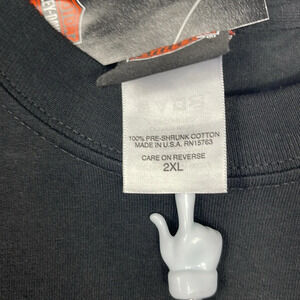 100% PRE-SHRUNK COTTON
MADE IN U.S.A. RN15763
CARE ON REVERSE
2XL